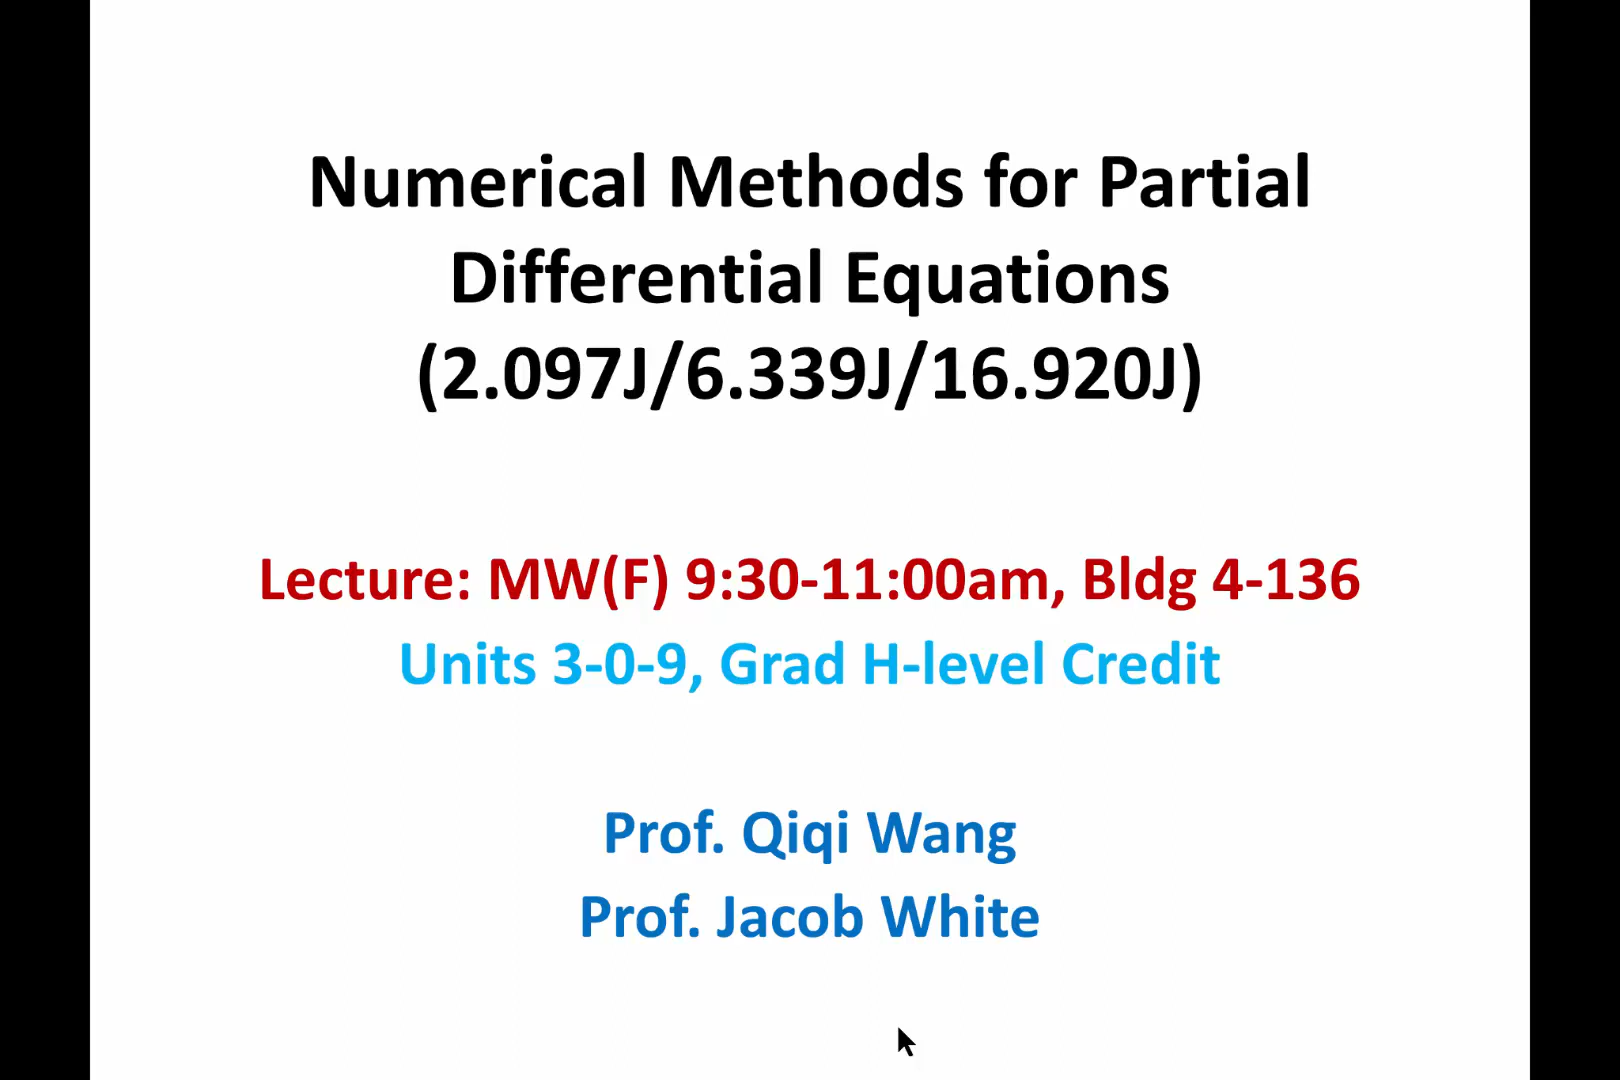 Numerical Methods for Partial
Differential Equations
(2.097J/6.339J/16.920J)
Lecture: MW(F) 9:30-11:00am, Bldg 4-136
Units 3-0-9, Grad H-level Credit
Prof. Qiqi Wang
Prof. Jacob White